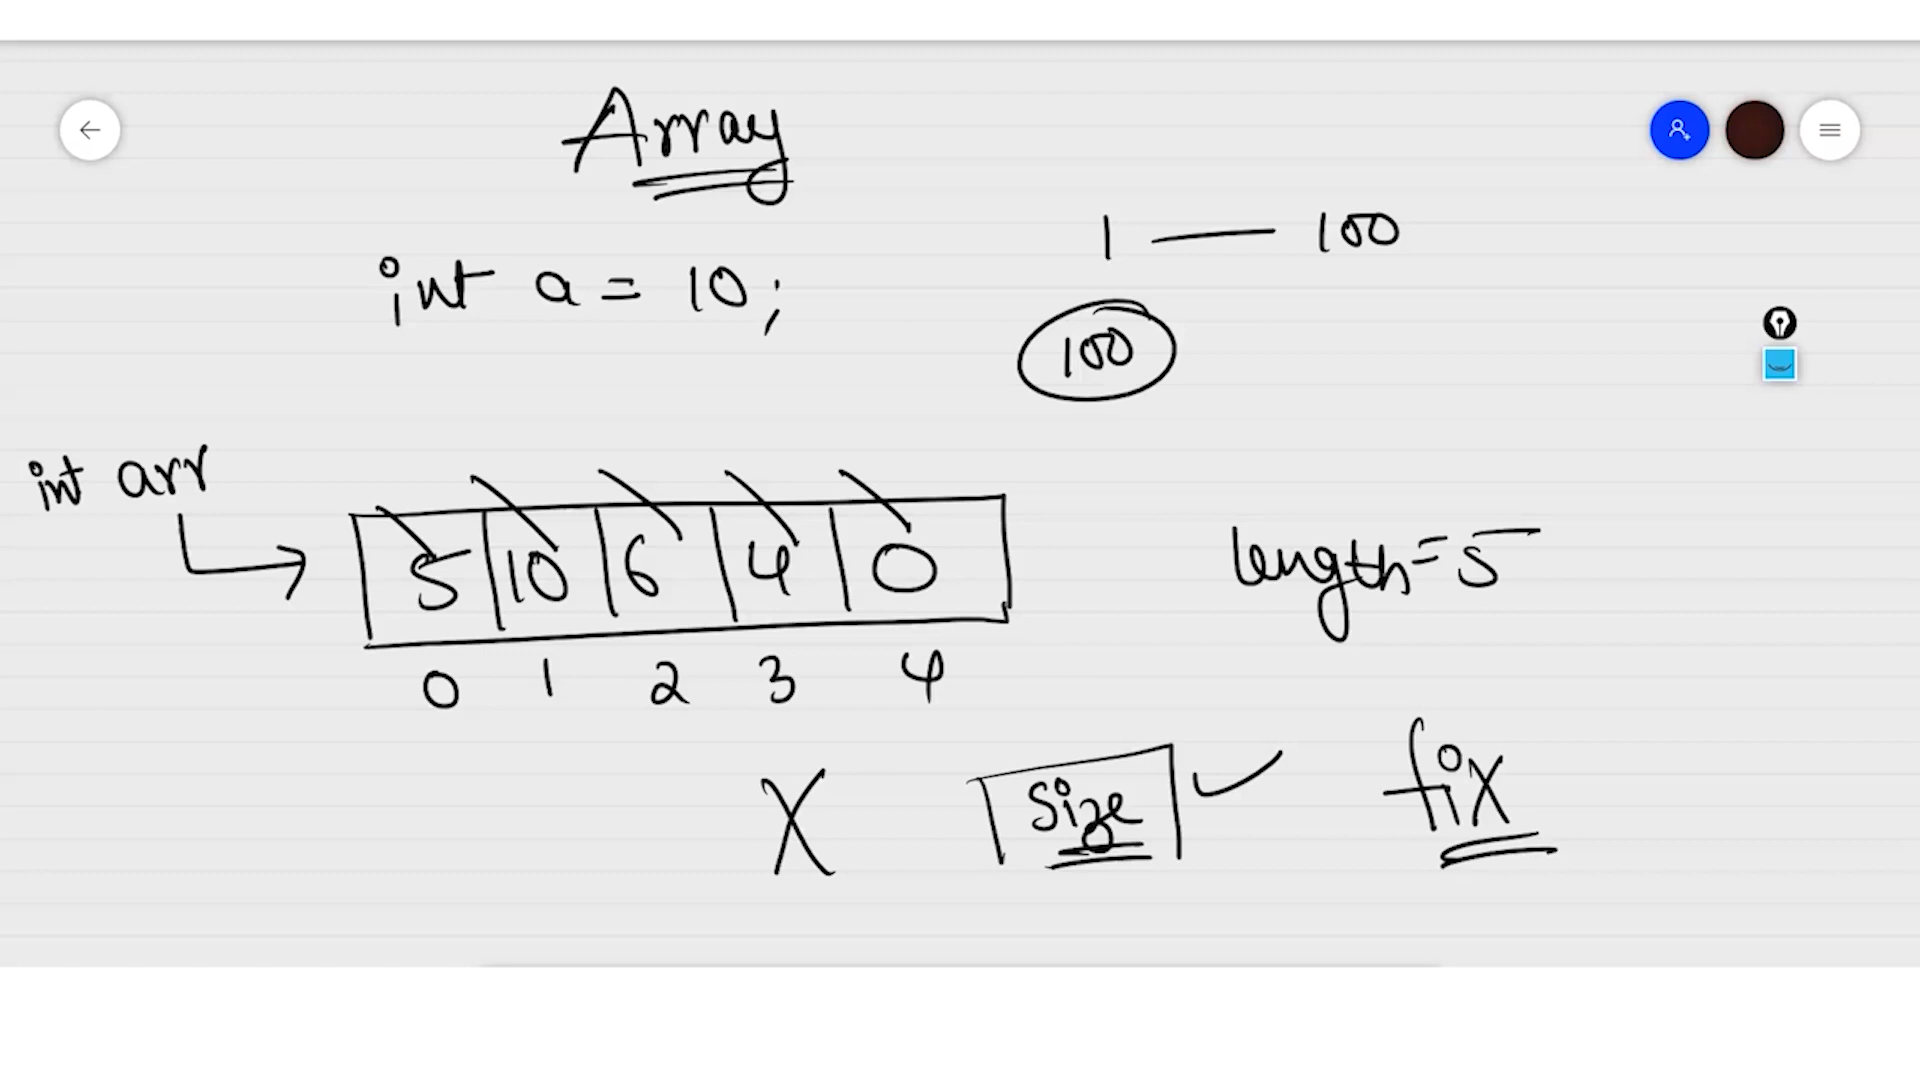 Array
int a = 10;
1 — 100
100
int arr
5 10 6 4 0
length = 5
0 1 2 3 4
X size ✓ fix